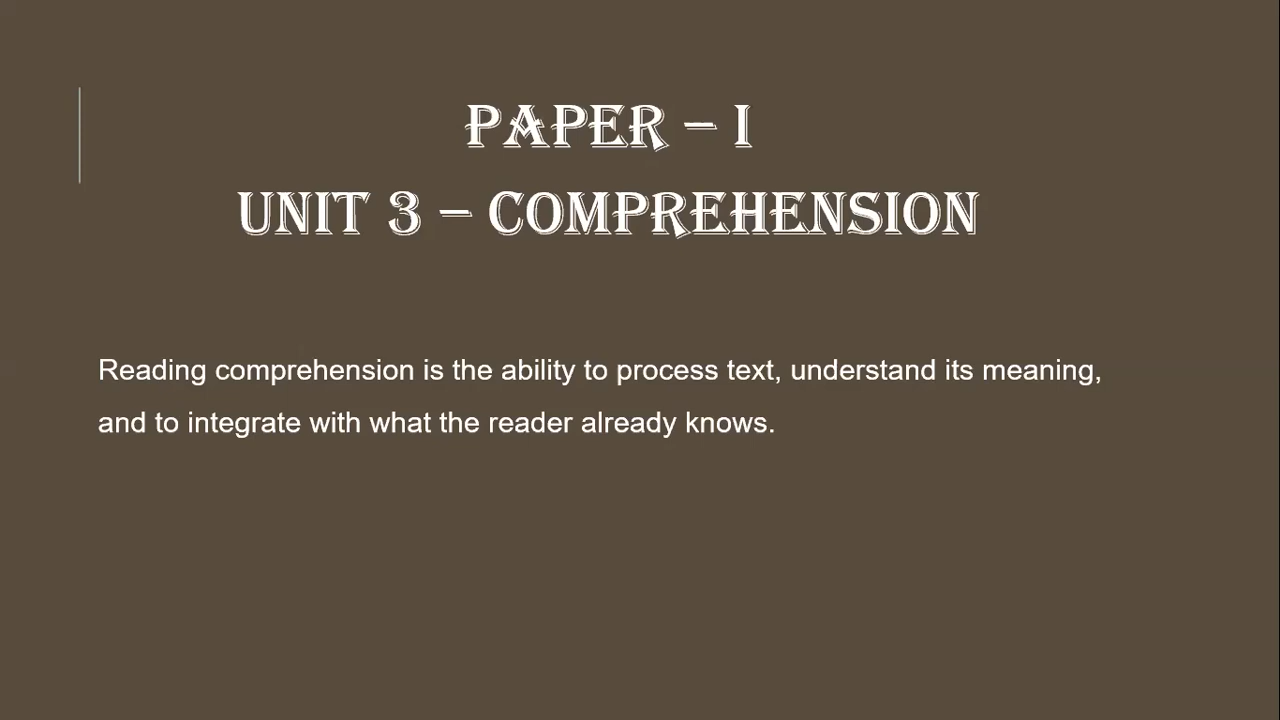 PAPER – I
UNIT 3 – COMPREHENSION
Reading comprehension is the ability to process text, understand its meaning,
and to integrate with what the reader already knows.